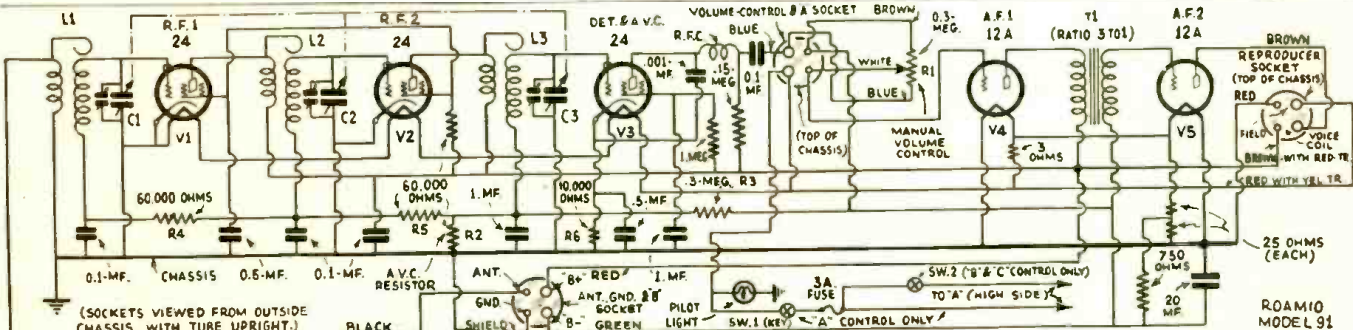 L1
R.F.1
24
R.F.2
24
L2
L3
DET. & A.V.C.
24
R.F.C.
.001-
MF.
.15-
MEG.
VOLUME-CONTROL & A SOCKET
BLUE
BROWN
0.3-
MEG.
0.1
MF.
WHITE
R1
BLUE
(TOP OF
CHASSIS)
MANUAL
VOLUME
CONTROL
A.F.1
12A
T1
(RATIO 3 TO 1)
A.F.2
12A
BROWN
REPRODUCER
SOCKET
(TOP OF CHASSIS)
RED
FIELD
VOICE
COIL
BROWN-WITH RED TR.
RED WITH YEL. TR.
C1
V1
C2
V2
C3
V3
V4
V5
3
OHMS
1.MEG.
.3-MEG.
R3
60,000
OHMS
R4
60,000
OHMS
R5
R2
1.MF.
10,000
OHMS
R6
.5-MF.
1.MF.
0.1-MF.
CHASSIS
0.6-MF.
0.1-MF.
A.V.C.
RESISTOR
25 OHMS
(EACH)
750
OHMS
20
MF.
ANT.
GND.
SHIELD
"B+"
RED
ANT., GND. & "B"
SOCKET
B-
GREEN
PILOT
LIGHT
3A.
FUSE
SW.1 (KEY)
"A" CONTROL ONLY
SW.2 ("B" & "C" CONTROL ONLY)
TO "A" (HIGH SIDE)
(SOCKETS VIEWED FROM OUTSIDE
CHASSIS, WITH TUBE UPRIGHT.)
BLACK
ROAMIO
MODEL 91